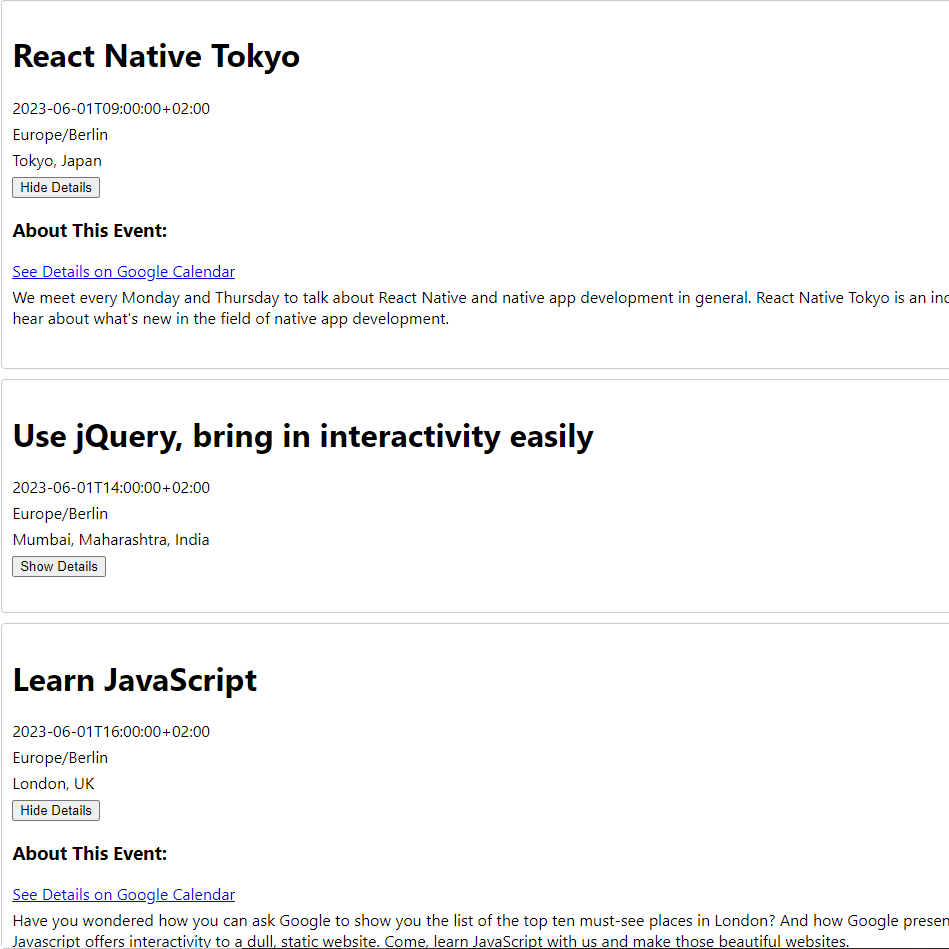 React Native Tokyo
2023-06-01T09:00:00+02:00
Europe/Berlin
Tokyo, Japan
Hide Details
About This Event:
See Details on Google Calendar
We meet every Monday and Thursday to talk about React Native and native app development in general. React Native Tokyo is an
hear about what's new in the field of native app development.
Use jQuery, bring in interactivity easily
2023-06-01T14:00:00+02:00
Europe/Berlin
Mumbai, Maharashtra, India
Show Details
Learn JavaScript
2023-06-01T16:00:00+02:00
Europe/Berlin
London, UK
Hide Details
About This Event:
See Details on Google Calendar
Have you wondered how you can ask Google to show you the list of the top ten must-see places in London? And how Google
Javascript offers interactivity to a dull, static website. Come, learn JavaScript with us and make those beautiful websites.